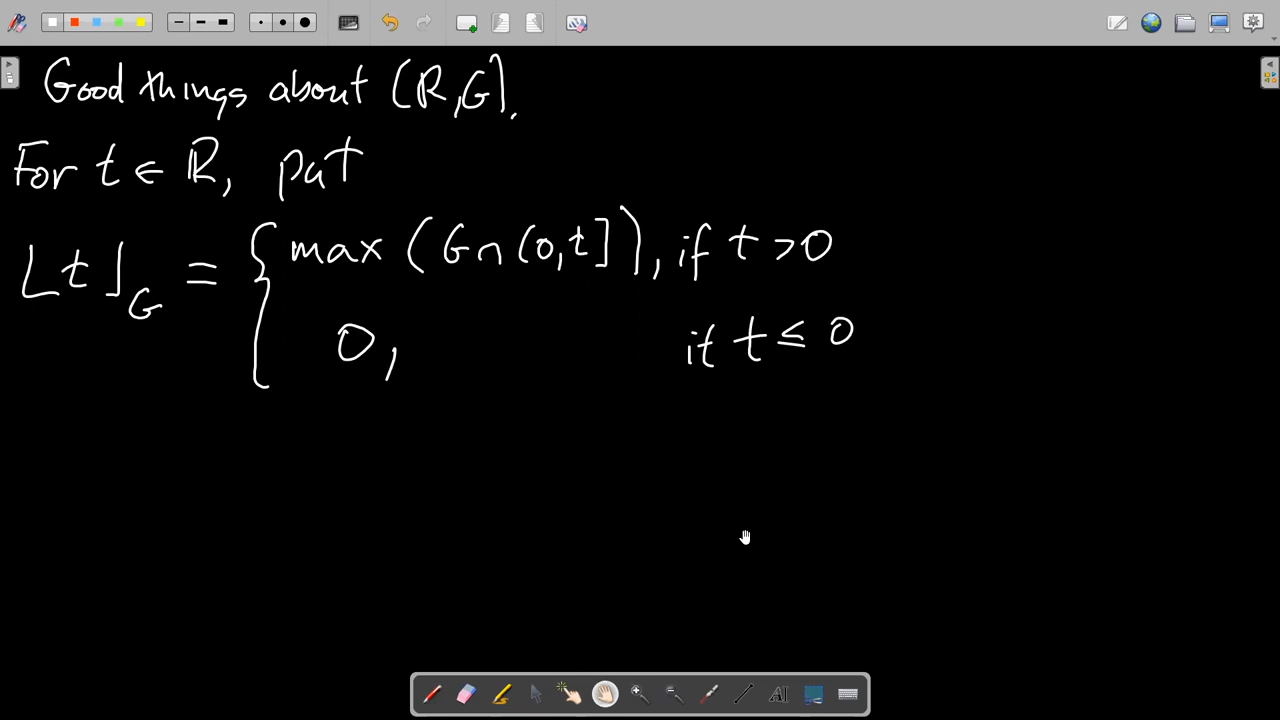 Good things about (ℝ,G).
For t ∈ ℝ, put
⌊t⌋_G = { max (G∩(0,t]), if t>0
0, if t ≤ 0